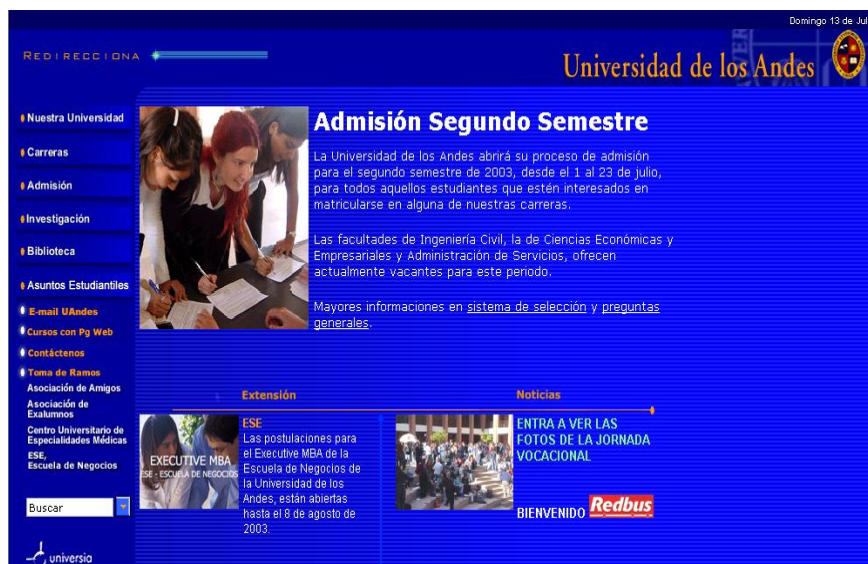 Domingo 13 de Jul
REDIRECCIONA
Universidad de los Andes
Nuestra Universidad
Carreras
Admisión
Investigación
Biblioteca
Asuntos Estudiantiles
E-mail UAndes
Cursos con Pg Web
Contáctenos
Toma de Ramos
Asociación de Amigos
Asociación de
Exalumnos
Centro Universitario de
Especialidades Médicas
ESE,
Escuela de Negocios
Buscar
universia
Admisión Segundo Semestre
La Universidad de los Andes abrirá su proceso de admisión
para el segundo semestre de 2003, desde el 1 al 23 de julio,
para todos aquellos estudiantes que estén interesados en
matricularse en alguna de nuestras carreras.
Las facultades de Ingeniería Civil, la de Ciencias Económicas y
Empresariales y Administración de Servicios, ofrecen
actualmente vacantes para este periodo.
Mayores informaciones en sistema de selección y preguntas
generales.
Extensión
EXECUTIVE MBA
ESE - ESCUELA DE NEGOCIOS
ESE
Las postulaciones para
el Executive MBA de la
Escuela de Negocios de
la Universidad de los
Andes, están abiertas
hasta el 8 de agosto de
2003.
Noticias
ENTRA A VER LAS
FOTOS DE LA JORNADA
VOCACIONAL
BIENVENIDO Redbus